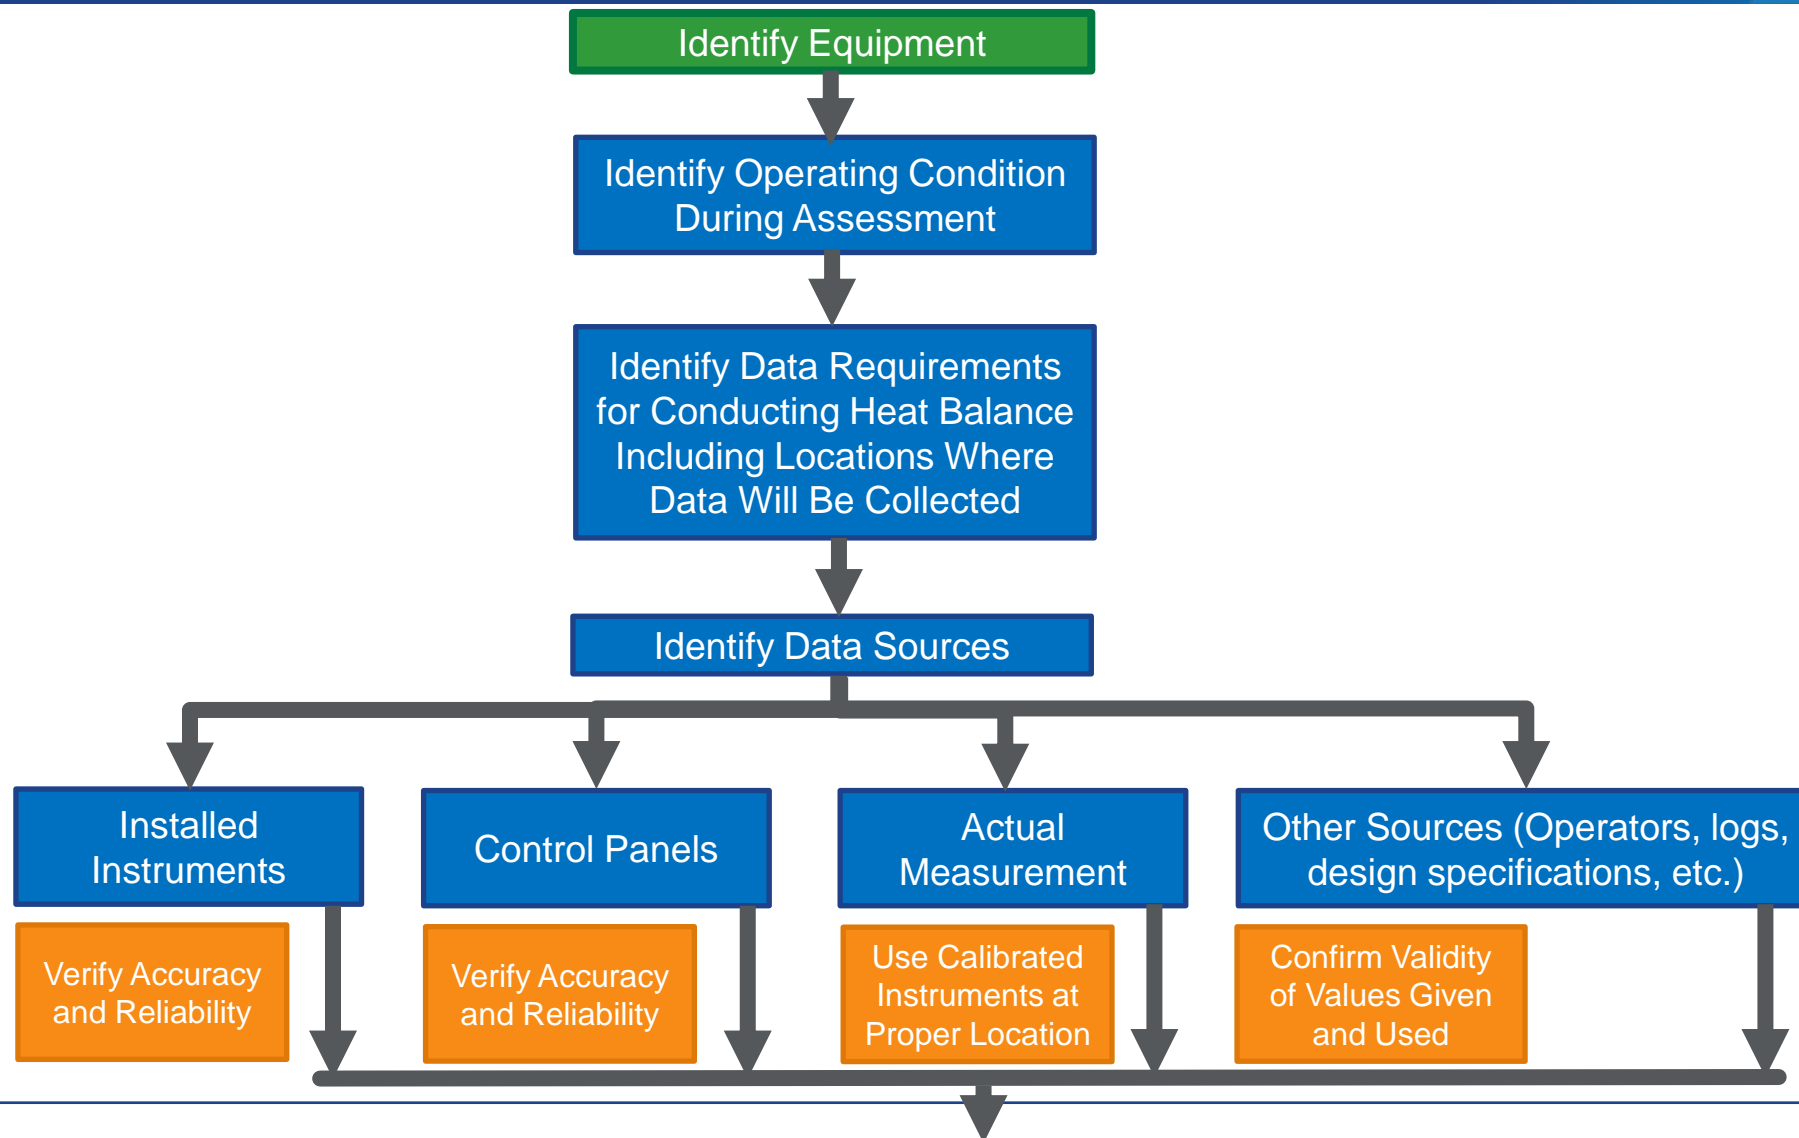 Identify Equipment
Identify Operating Condition
During Assessment
Identify Data Requirements
for Conducting Heat Balance
Including Locations Where
Data Will Be Collected
Identify Data Sources
Installed
Instruments
Control Panels
Actual
Measurement
Other Sources (Operators, logs,
design specifications, etc.)
Verify Accuracy
and Reliability
Verify Accuracy
and Reliability
Use Calibrated
Instruments at
Proper Location
Confirm Validity
of Values Given
and Used